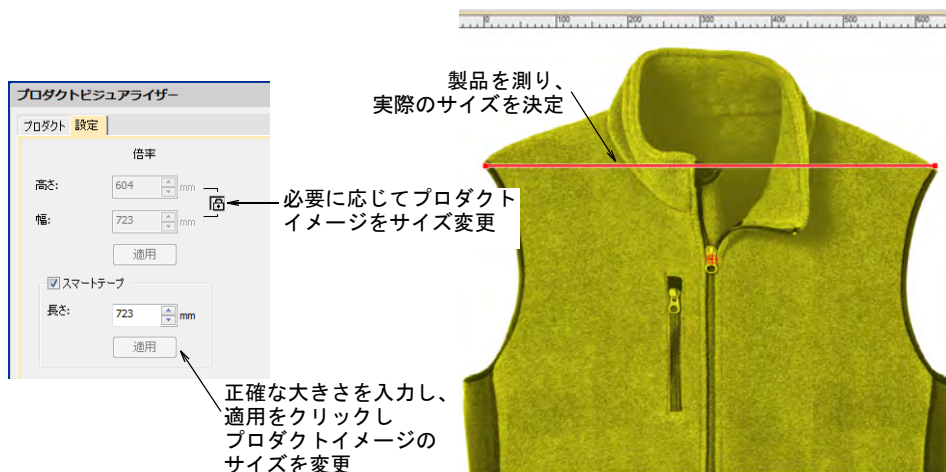 0 100 200 300 400 500 600
製品を測り、
実際のサイズを決定
プロダクトビジュアライザー
プロダクト 設定
倍率
高さ: 604 mm
幅: 723 mm
適用
必要に応じてプロダクト
イメージをサイズ変更
スマートテープ
長さ: 723 mm
適用
正確な大きさを入力し、
適用をクリックし
プロダクトイメージの
サイズを変更